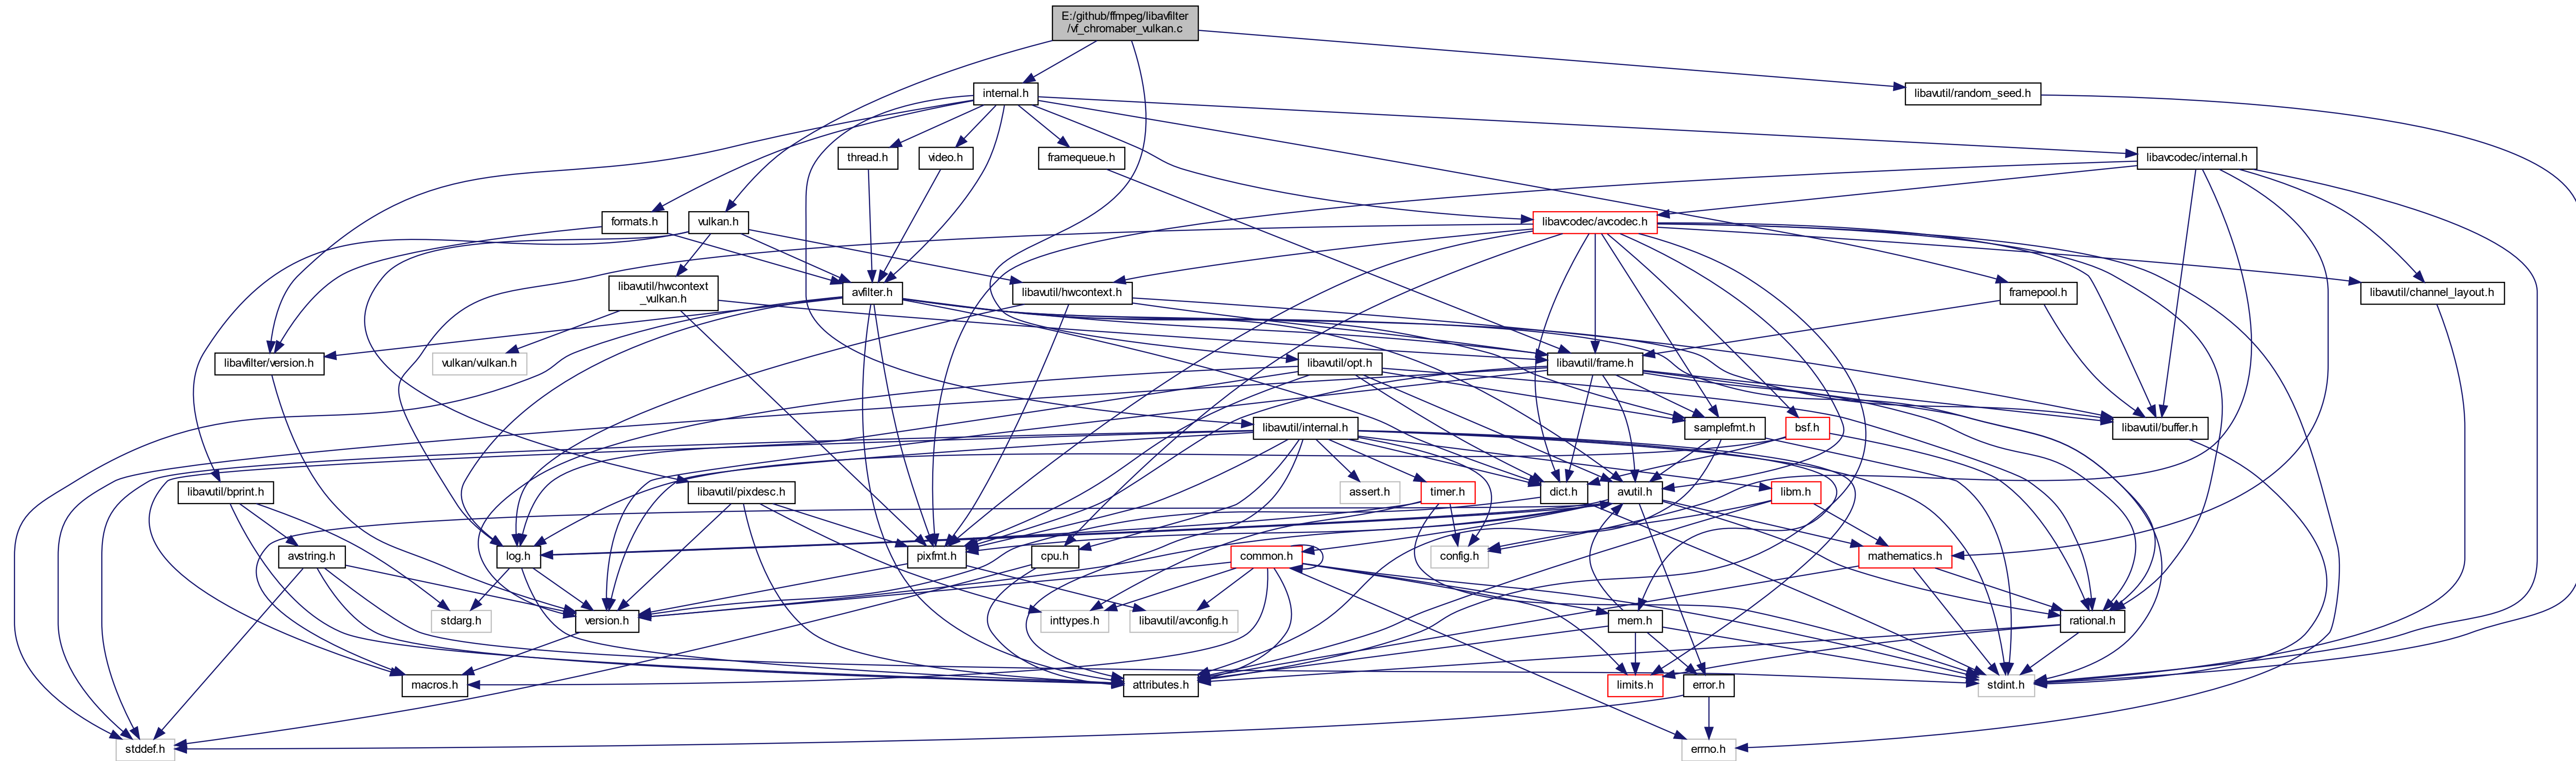 E:/github/ffmpeg/libavfilter
/vf_chromaber_vulkan.c
internal.h
libavutil/random_seed.h
thread.h
video.h
framequeue.h
libavcodec/internal.h
formats.h
vulkan.h
libavcodec/avcodec.h
libavutil/hwcontext
_vulkan.h
avfilter.h
libavutil/hwcontext.h
framepool.h
libavutil/channel_layout.h
libavfilter/version.h
vulkan/vulkan.h
libavutil/opt.h
libavutil/frame.h
libavutil/internal.h
samplefmt.h
bsf.h
libavutil/buffer.h
libavutil/bprint.h
libavutil/pixdesc.h
assert.h
timer.h
dict.h
avutil.h
libm.h
avstring.h
log.h
pixfmt.h
cpu.h
common.h
config.h
mathematics.h
stdarg.h
version.h
inttypes.h
libavutil/avconfig.h
mem.h
rational.h
macros.h
attributes.h
limits.h
error.h
stdint.h
stddef.h
errno.h